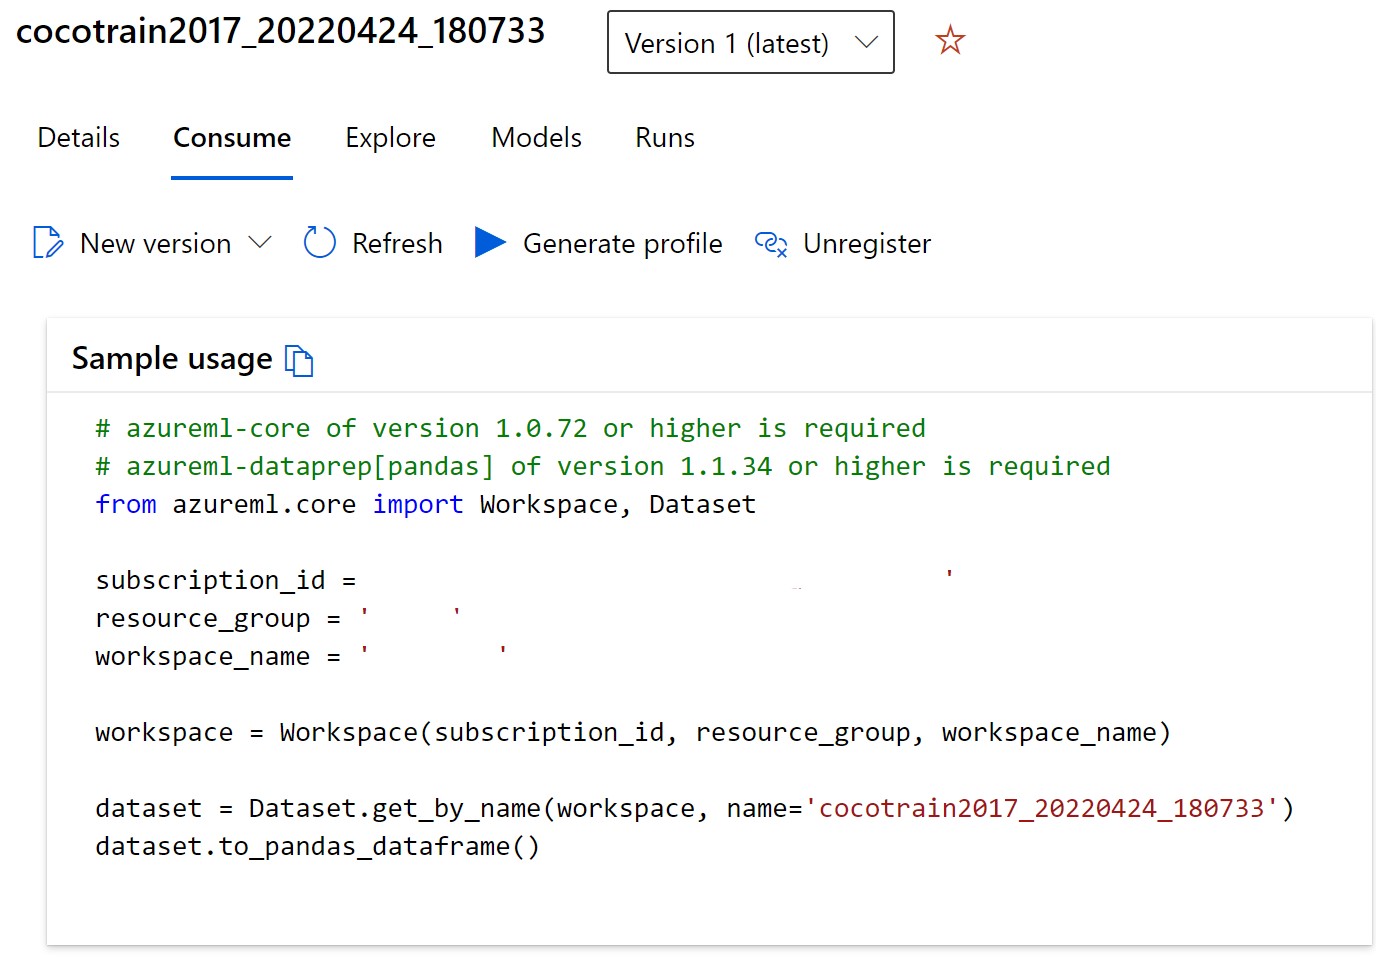 cocotrain2017_20220424_180733
Version 1 (latest)
Details Consume Explore Models Runs
New version Refresh Generate profile Unregister
Sample usage
# azureml-core of version 1.0.72 or higher is required
# azureml-dataprep[pandas] of version 1.1.34 or higher is required
from azureml.core import Workspace, Dataset
subscription_id = '
resource_group = ' '
workspace_name = ' '
workspace = Workspace(subscription_id, resource_group, workspace_name)
dataset = Dataset.get_by_name(workspace, name='cocotrain2017_20220424_180733')
dataset.to_pandas_dataframe()